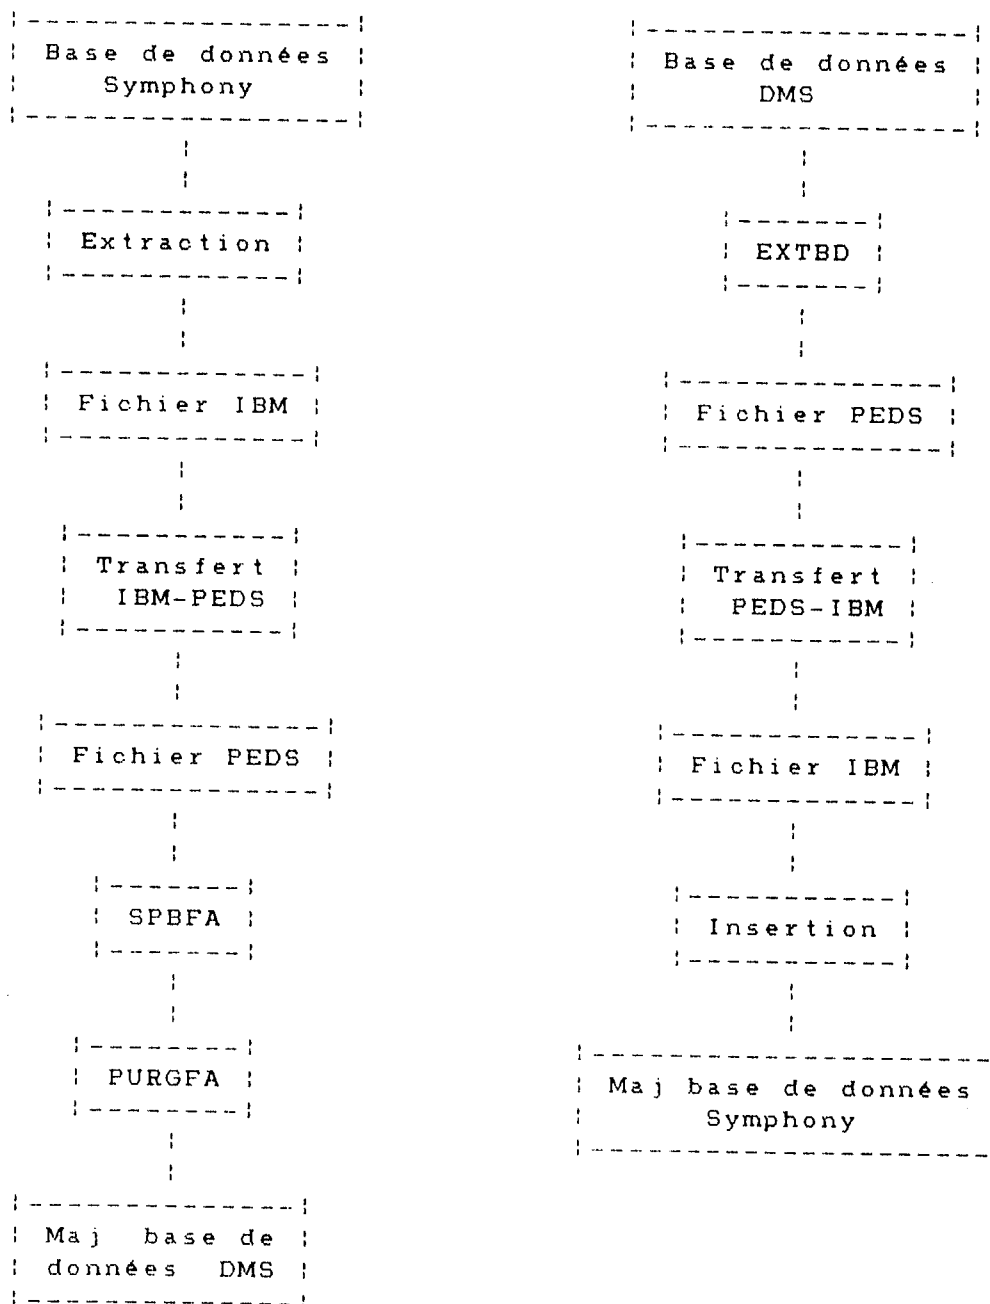 Base de données
Symphony
Extraction
Fichier IBM
Transfert
IBM-PEDS
Fichier PEDS
SPBFA
PURGFA
Maj base de
données DMS
Base de données
DMS
EXTBD
Fichier PEDS
Transfert
PEDS-IBM
Fichier IBM
Insertion
Maj base de données
Symphony